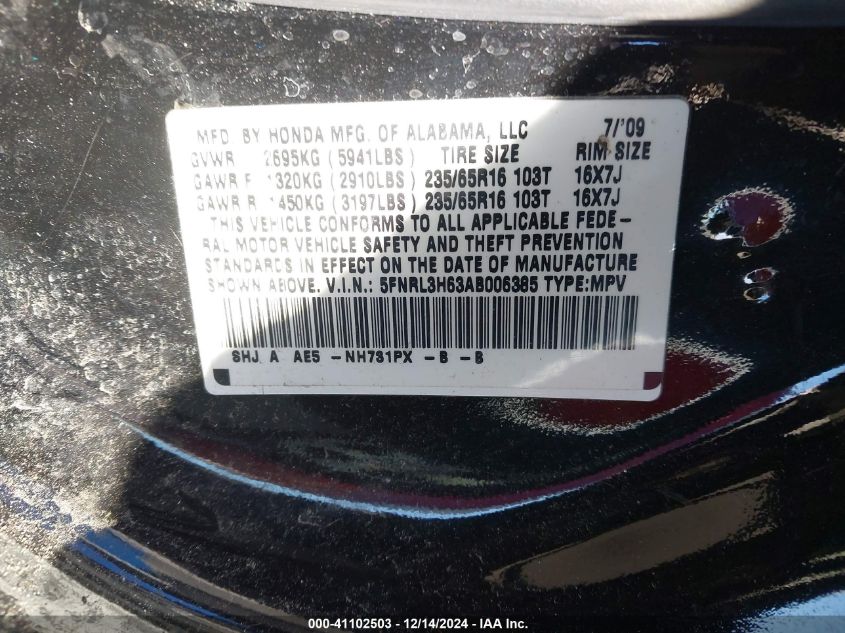 MFD. BY HONDA MFG. OF ALABAMA, LLC 7/'09
GVWR 2695KG (5941LBS) TIRE SIZE RIM SIZE
GAWR F 1320KG (2910LBS) 235/65R16 103T 16X7J
GAWR R 1450KG (3197LBS) 235/65R16 103T 16X7J
THIS VEHICLE CONFORMS TO ALL APPLICABLE FEDE-
RAL MOTOR VEHICLE SAFETY AND THEFT PREVENTION
STANDARDS IN EFFECT ON THE DATE OF MANUFACTURE
SHOWN ABOVE. V.I.N.: 5FNRL3H63AB006385 TYPE:MPV
SHJ A AE5 -NH731PX -B -B
000-41102503 - 12/14/2024 - IAA Inc.